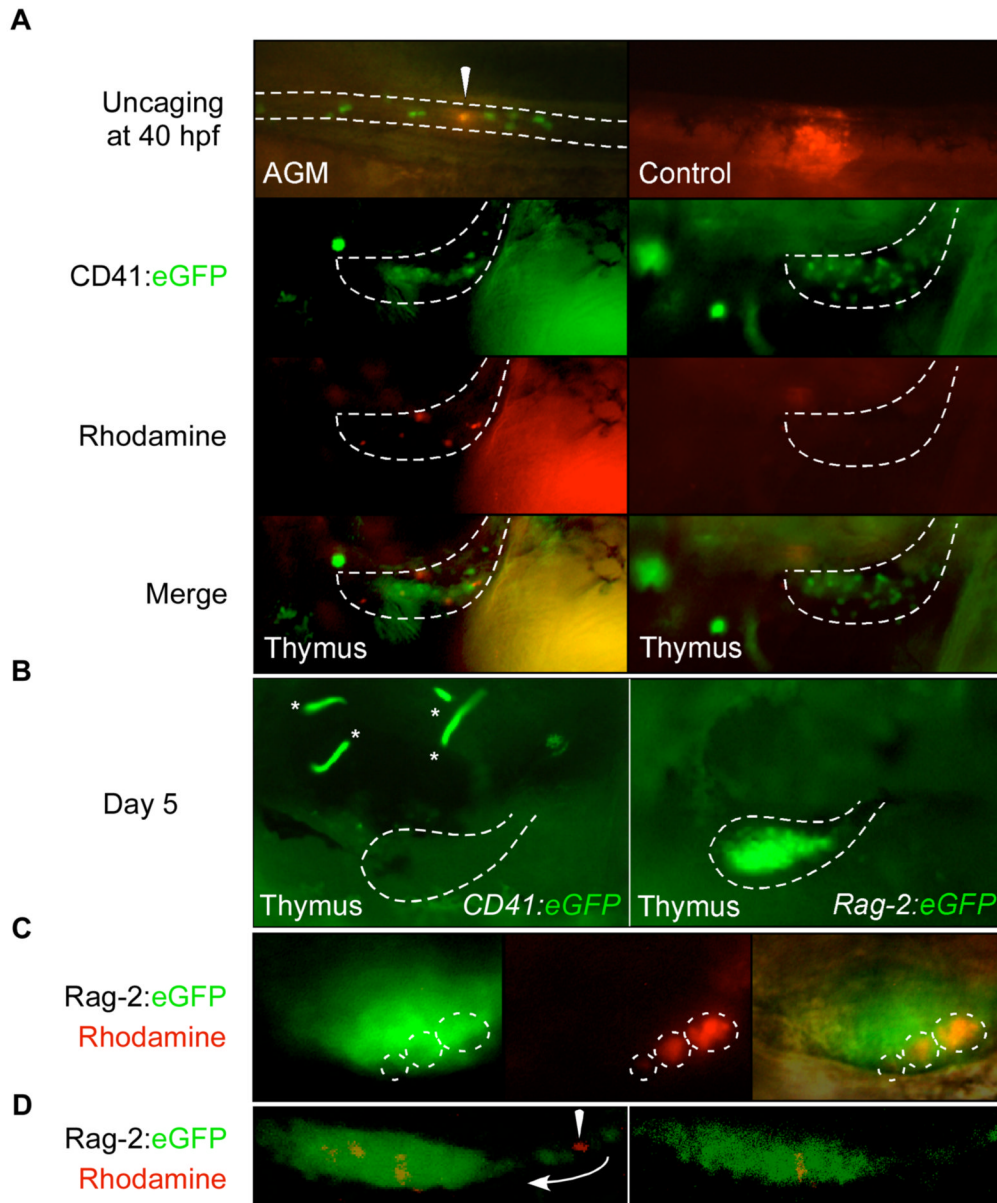 A
Uncaging
at 40 hpf
AGM
Control
CD41:eGFP
Rhodamine
Merge
Thymus
Thymus
B
Day 5
*
*
*
*
Thymus
CD41:eGFP
Thymus
Rag-2:eGFP
C
Rag-2:eGFP
Rhodamine
D
Rag-2:eGFP
Rhodamine